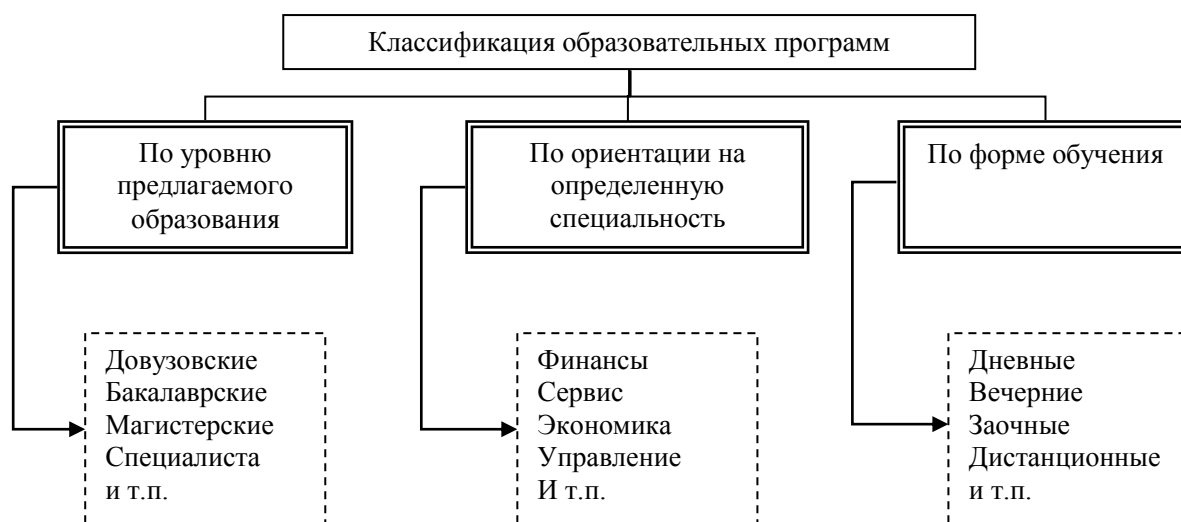 Классификация образовательных программ
По уровню
предлагаемого
образования
По ориентации на
определенную
специальность
По форме обучения
Довузовские
Бакалаврские
Магистерские
Специалиста
и т.п.
Финансы
Сервис
Экономика
Управление
И т.п.
Дневные
Вечерние
Заочные
Дистанционные
и т.п.